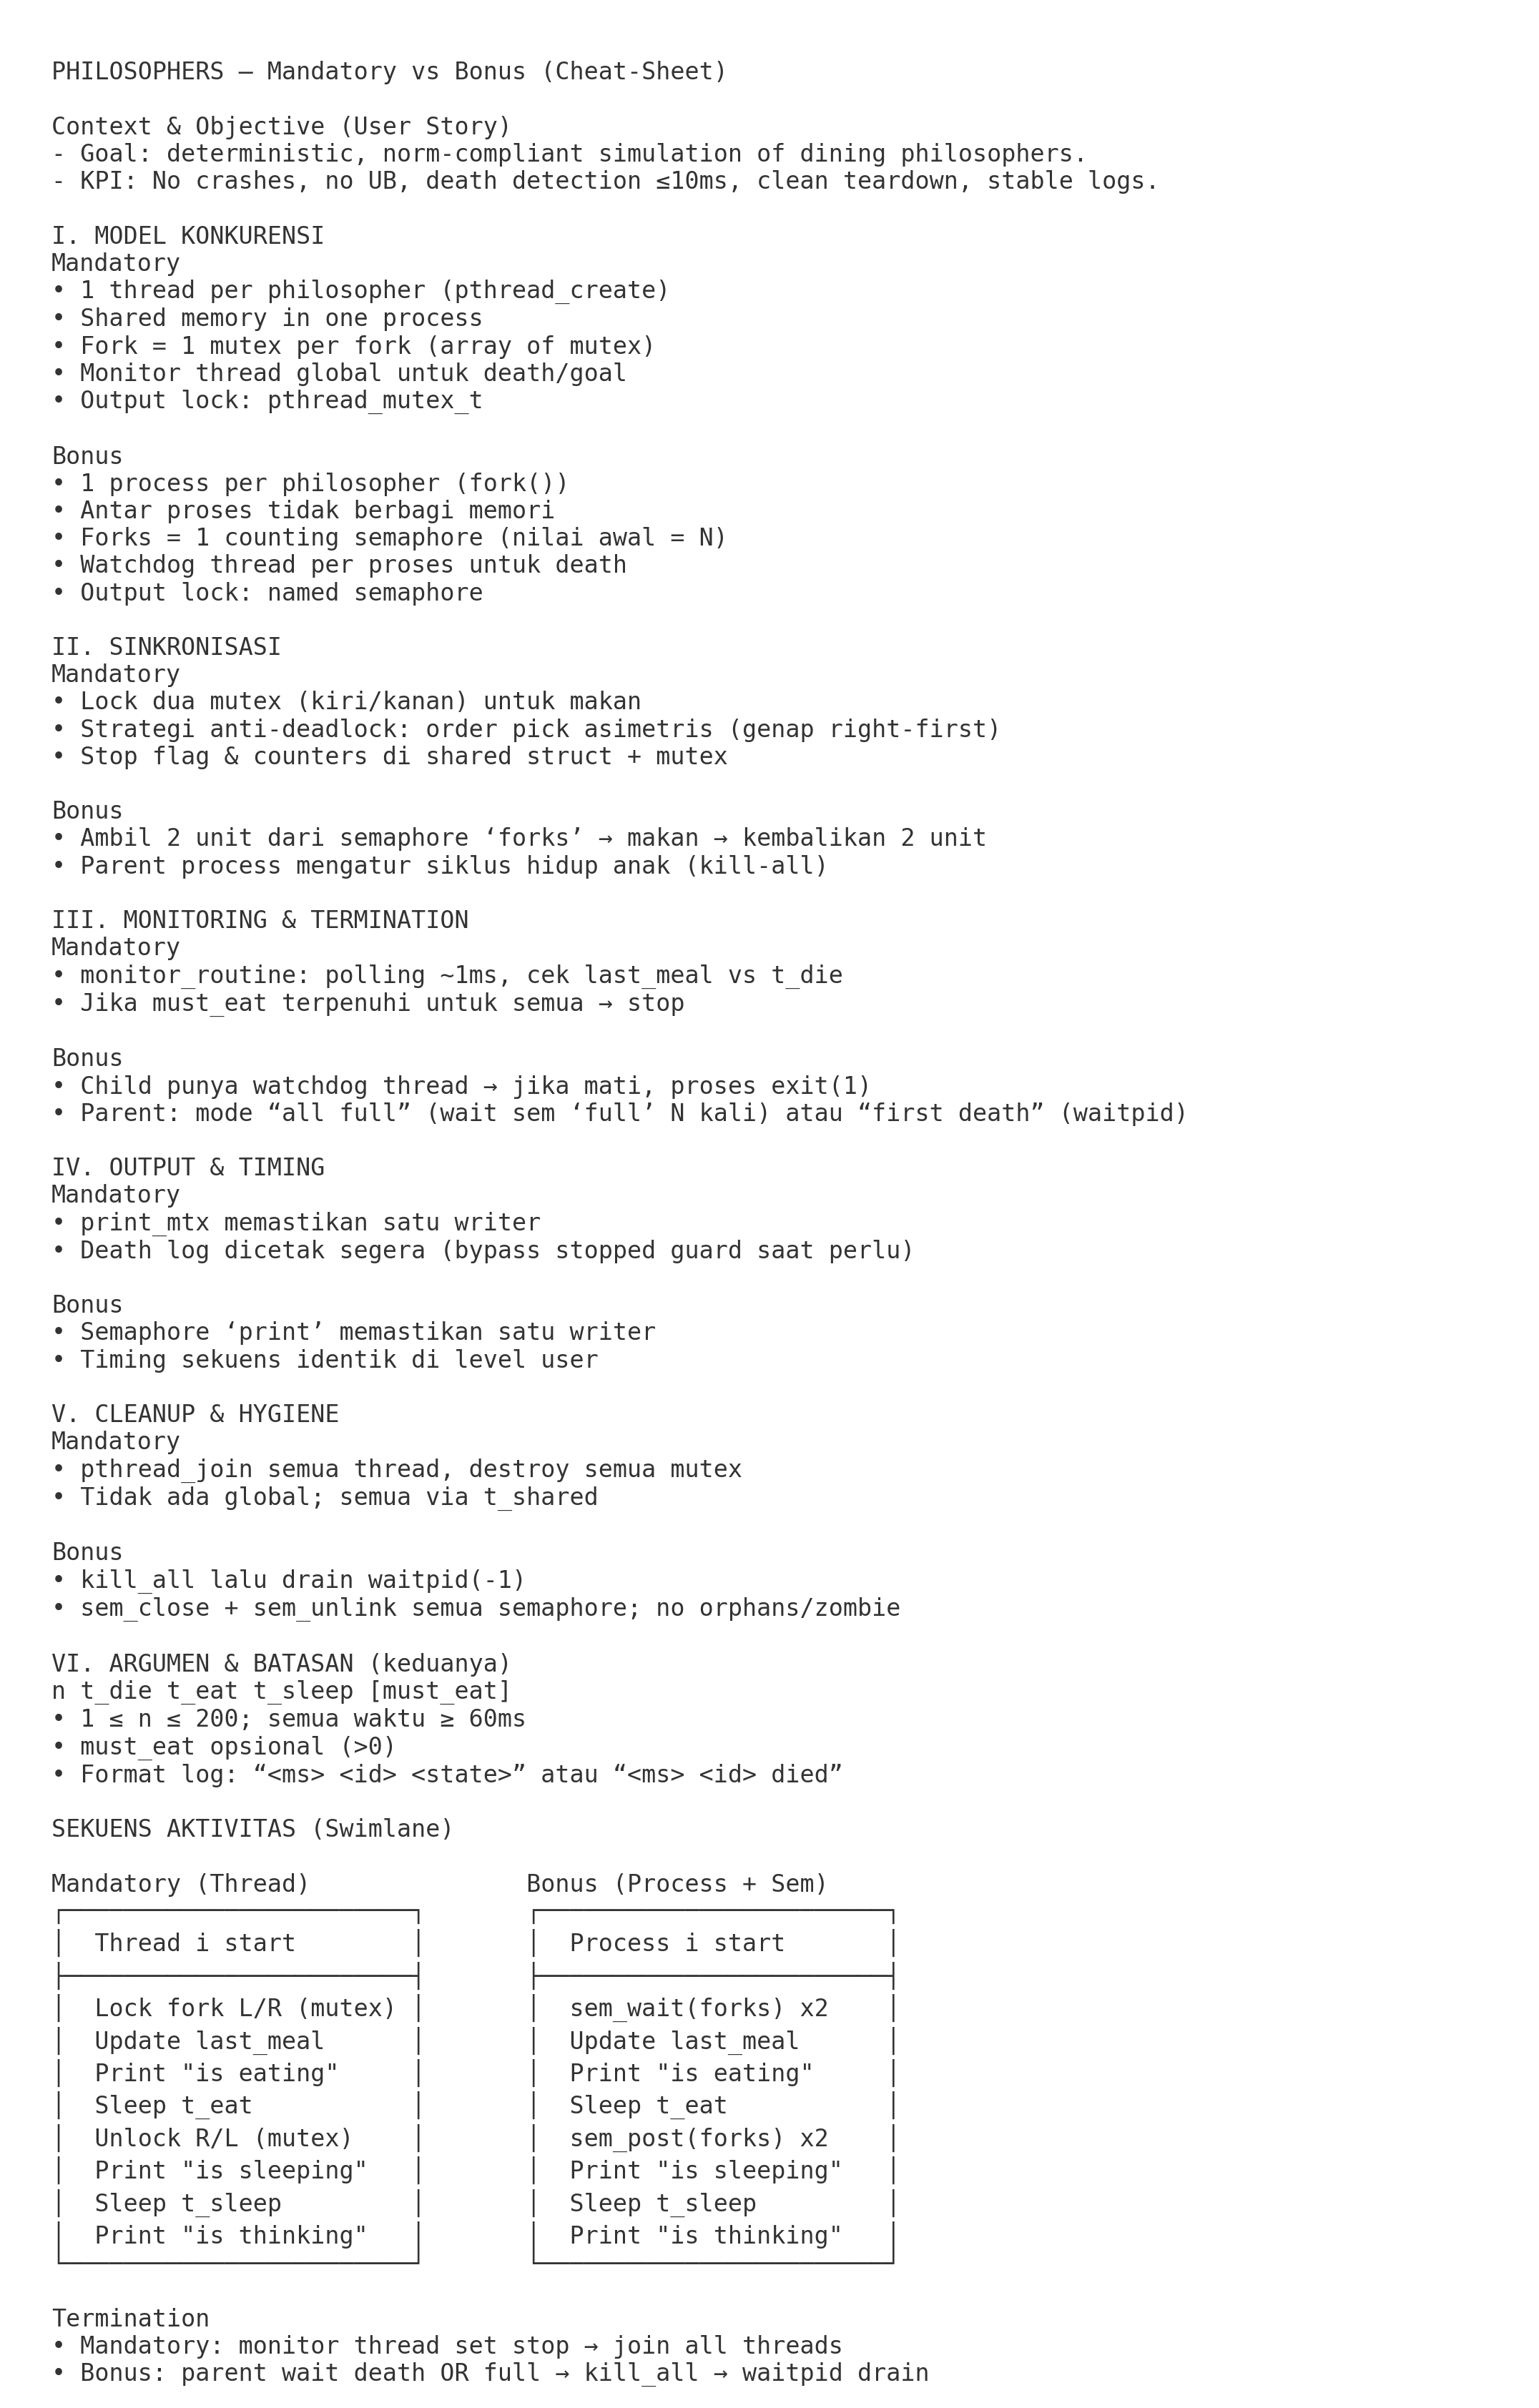 PHILOSOPHERS — Mandatory vs Bonus (Cheat-Sheet)
Context & Objective (User Story)
- Goal: deterministic, norm-compliant simulation of dining philosophers.
- KPI: No crashes, no UB, death detection ≤10ms, clean teardown, stable logs.
I. MODEL KONKURENSI
Mandatory
• 1 thread per philosopher (pthread_create)
• Shared memory in one process
• Fork = 1 mutex per fork (array of mutex)
• Monitor thread global untuk death/goal
• Output lock: pthread_mutex_t
Bonus
• 1 process per philosopher (fork())
• Antar proses tidak berbagi memori
• Forks = 1 counting semaphore (nilai awal = N)
• Watchdog thread per proses untuk death
• Output lock: named semaphore
II. SINKRONISASI
Mandatory
• Lock dua mutex (kiri/kanan) untuk makan
• Strategi anti-deadlock: order pick asimetris (genap right-first)
• Stop flag & counters di shared struct + mutex
Bonus
• Ambil 2 unit dari semaphore ‘forks’ → makan → kembalikan 2 unit
• Parent process mengatur siklus hidup anak (kill-all)
III. MONITORING & TERMINATION
Mandatory
• monitor_routine: polling ~1ms, cek last_meal vs t_die
• Jika must_eat terpenuhi untuk semua → stop
Bonus
• Child punya watchdog thread → jika mati, proses exit(1)
• Parent: mode “all full” (wait sem ‘full’ N kali) atau “first death” (waitpid)
IV. OUTPUT & TIMING
Mandatory
• print_mtx memastikan satu writer
• Death log dicetak segera (bypass stopped guard saat perlu)
Bonus
• Semaphore ‘print’ memastikan satu writer
• Timing sekuens identik di level user
V. CLEANUP & HYGIENE
Mandatory
• pthread_join semua thread, destroy semua mutex
• Tidak ada global; semua via t_shared
Bonus
• kill_all lalu drain waitpid(-1)
• sem_close + sem_unlink semua semaphore; no orphans/zombie
VI. ARGUMEN & BATASAN (keduanya)
n t_die t_eat t_sleep [must_eat]
• 1 ≤ n ≤ 200; semua waktu ≥ 60ms
• must_eat opsional (>0)
• Format log: “<ms> <id> <state>” atau “<ms> <id> died”
SEKUENS AKTIVITAS (Swimlane)
Mandatory (Thread) Bonus (Process + Sem)
Thread i start Process i start
Lock fork L/R (mutex) sem_wait(forks) x2
Update last_meal Update last_meal
Print "is eating" Print "is eating"
Sleep t_eat Sleep t_eat
Unlock R/L (mutex) sem_post(forks) x2
Print "is sleeping" Print "is sleeping"
Sleep t_sleep Sleep t_sleep
Print "is thinking" Print "is thinking"
Termination
• Mandatory: monitor thread set stop → join all threads
• Bonus: parent wait death OR full → kill_all → waitpid drain